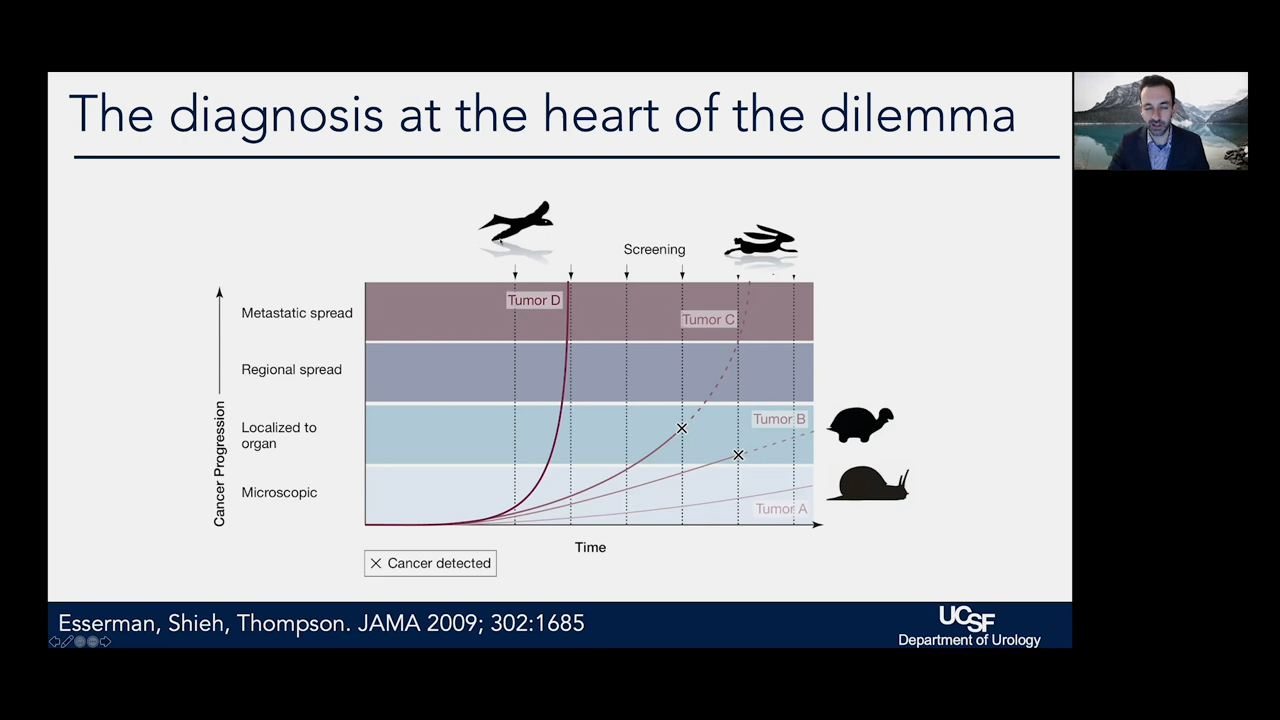 The diagnosis at the heart of the dilemma
Screening
Tumor D
Tumor C
Tumor B
Tumor A
Metastatic spread
Regional spread
Localized to
organ
Microscopic
Cancer Progression
Time
× Cancer detected
Esserman, Shieh, Thompson. JAMA 2009; 302:1685
UCSF
Department of Urology